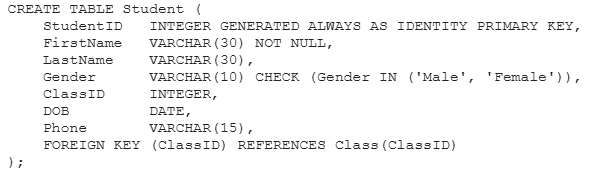 CREATE TABLE Student (
    StudentID   INTEGER GENERATED ALWAYS AS IDENTITY PRIMARY KEY,
    FirstName   VARCHAR(30) NOT NULL,
    LastName    VARCHAR(30),
    Gender      VARCHAR(10) CHECK (Gender IN ('Male', 'Female')),
    ClassID     INTEGER,
    DOB         DATE,
    Phone       VARCHAR(15),
    FOREIGN KEY (ClassID) REFERENCES Class(ClassID)
);